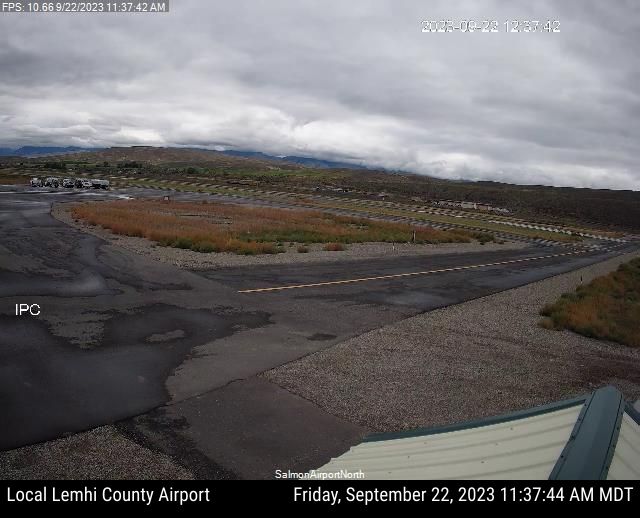 FPS: 10.66 9/22/2023 11:37:42 AM
2023-09-22 12:37:42
IPC
SalmonAirportNorth
Local Lemhi County Airport Friday, September 22, 2023 11:37:44 AM MDT